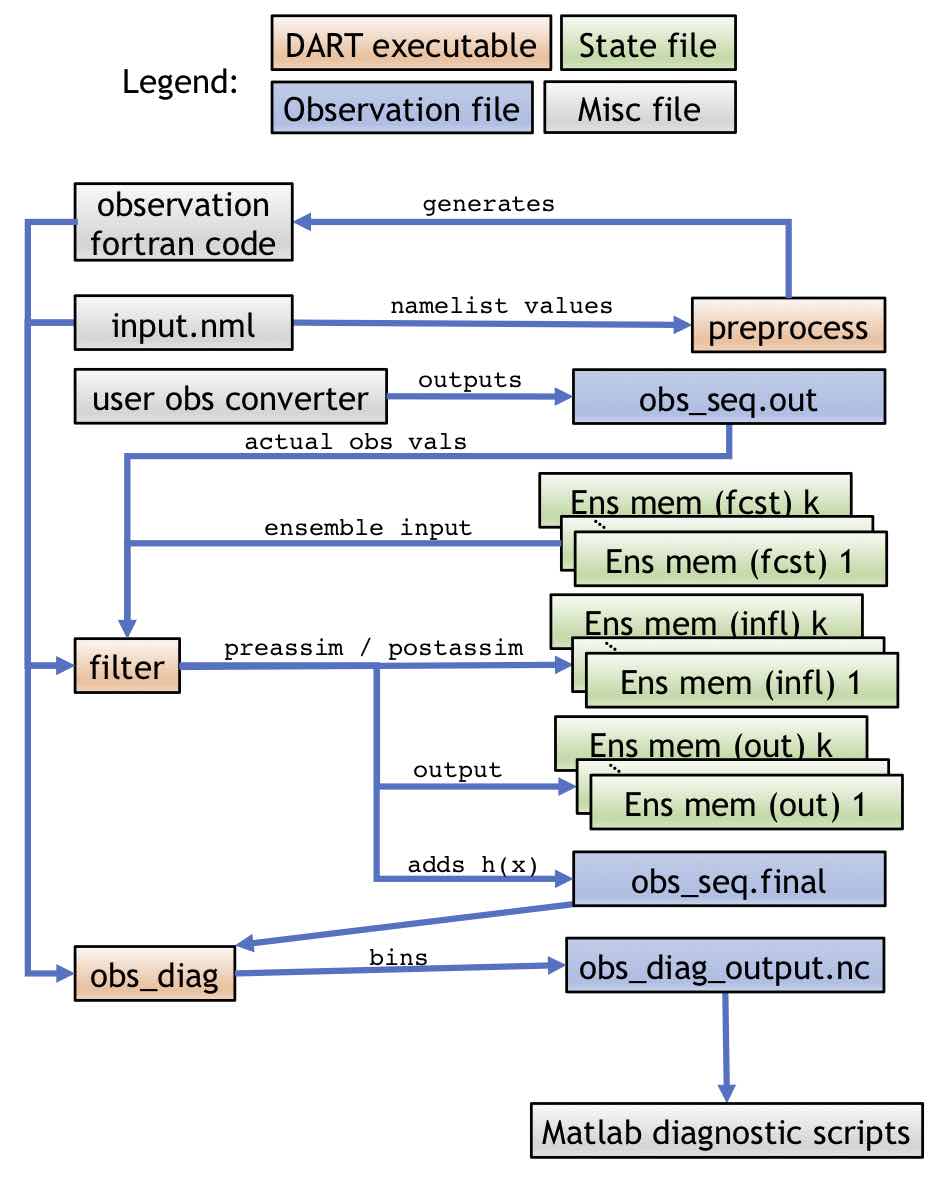 Legend:
DART executable
State file
Observation file
Misc file
observation
fortran code
generates
input.nml
namelist values
preprocess
user obs converter
outputs
obs_seq.out
actual obs vals
Ens mem (fcst) k
ensemble input
Ens mem (fcst) 1
Ens mem (infl) k
filter
preassim / postassim
Ens mem (infl) 1
Ens mem (out) k
output
Ens mem (out) 1
adds h(x)
obs_seq.final
obs_diag
bins
obs_diag_output.nc
Matlab diagnostic scripts